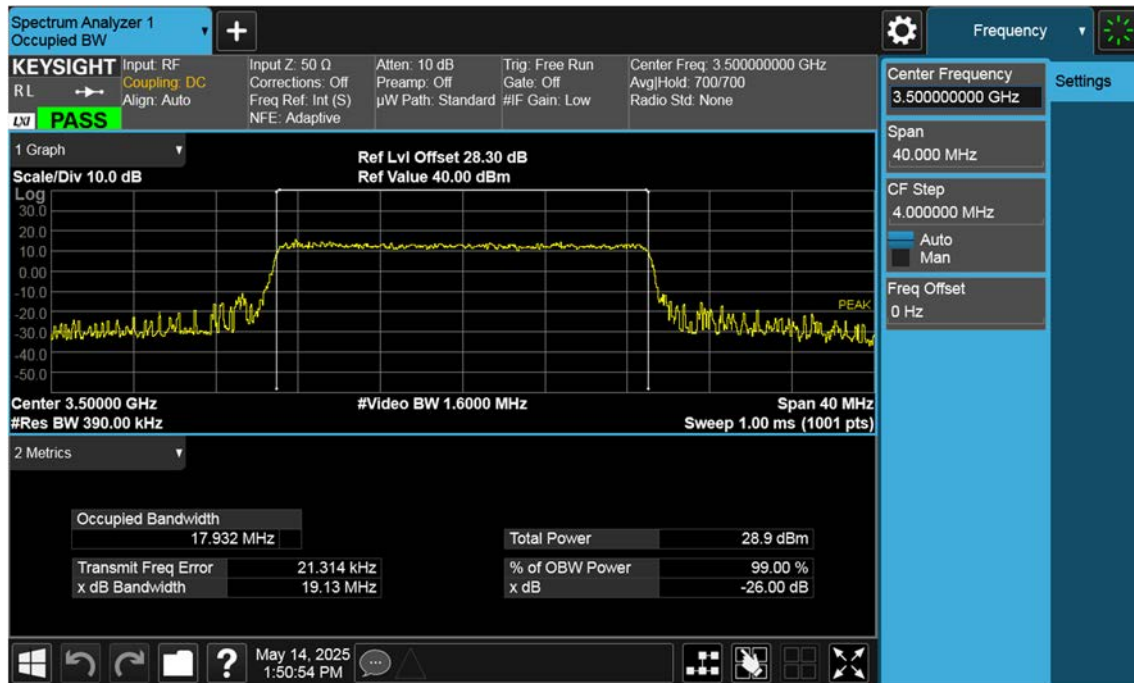 Spectrum Analyzer 1
Occupied BW
+
Frequency
KEYSIGHT
R L
LXI
PASS
Input: RF
Coupling: DC
Align: Auto
Input Z: 50 Ω
Corrections: Off
Freq Ref: Int (S)
NFE: Adaptive
Atten: 10 dB
Preamp: Off
µW Path: Standard
Trig: Free Run
Gate: Off
#IF Gain: Low
Center Freq: 3.500000000 GHz
Avg|Hold: 700/700
Radio Std: None
Center Frequency
3.500000000 GHz
Settings
Span
40.000 MHz
CF Step
4.000000 MHz
Auto
Man
Freq Offset
0 Hz
1 Graph
Scale/Div 10.0 dB
Ref Lvl Offset 28.30 dB
Ref Value 40.00 dBm
Log
30.0
20.0
10.0
0.00
-10.0
-20.0
-30.0
-40.0
-50.0
PEAK
Center 3.50000 GHz
#Video BW 1.6000 MHz
Span 40 MHz
#Res BW 390.00 kHz
Sweep 1.00 ms (1001 pts)
2 Metrics
Occupied Bandwidth
17.932 MHz
Total Power 28.9 dBm
Transmit Freq Error 21.314 kHz
% of OBW Power 99.00 %
x dB Bandwidth 19.13 MHz
x dB -26.00 dB
?
May 14, 2025
1:50:54 PM